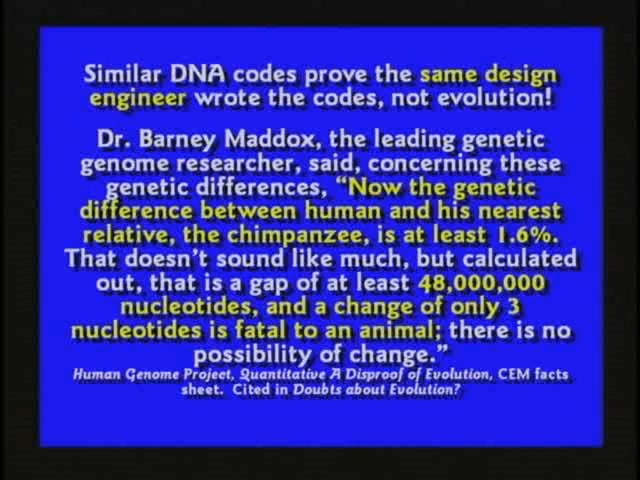 Similar DNA codes prove the same design
engineer wrote the codes, not evolution!
Dr. Barney Maddox, the leading genetic
genome researcher, said, concerning these
genetic differences, “Now the genetic
difference between human and his nearest
relative, the chimpanzee, is at least 1.6%.
That doesn’t sound like much, but calculated
out, that is a gap of at least 48,000,000
nucleotides, and a change of only 3
nucleotides is fatal to an animal; there is no
possibility of change.”
Human Genome Project, Quantitative A Disproof of Evolution, CEM facts
sheet. Cited in Doubts about Evolution?